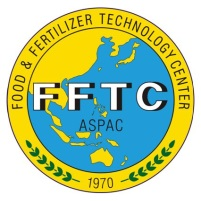 FOOD & FERTILIZER TECHNOLOGY CENTER
FFTC
ASPAC
1970